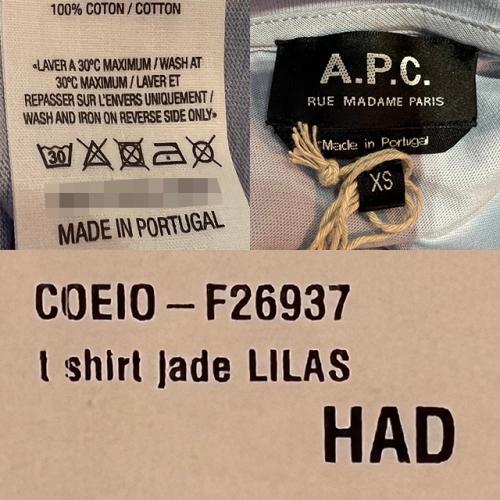 100% COTON / COTTON
«LAVER A 30ºC MAXIMUM / WASH AT
30ºC MAXIMUM / LAVER ET
REPASSER SUR L'ENVERS UNIQUEMENT /
WASH AND IRON ON REVERSE SIDE ONLY»
30
MADE IN PORTUGAL
A.P.C.
RUE MADAME PARIS
Made in Portugal
XS
COEIO – F26937
t shirt Jade LILAS
HAD